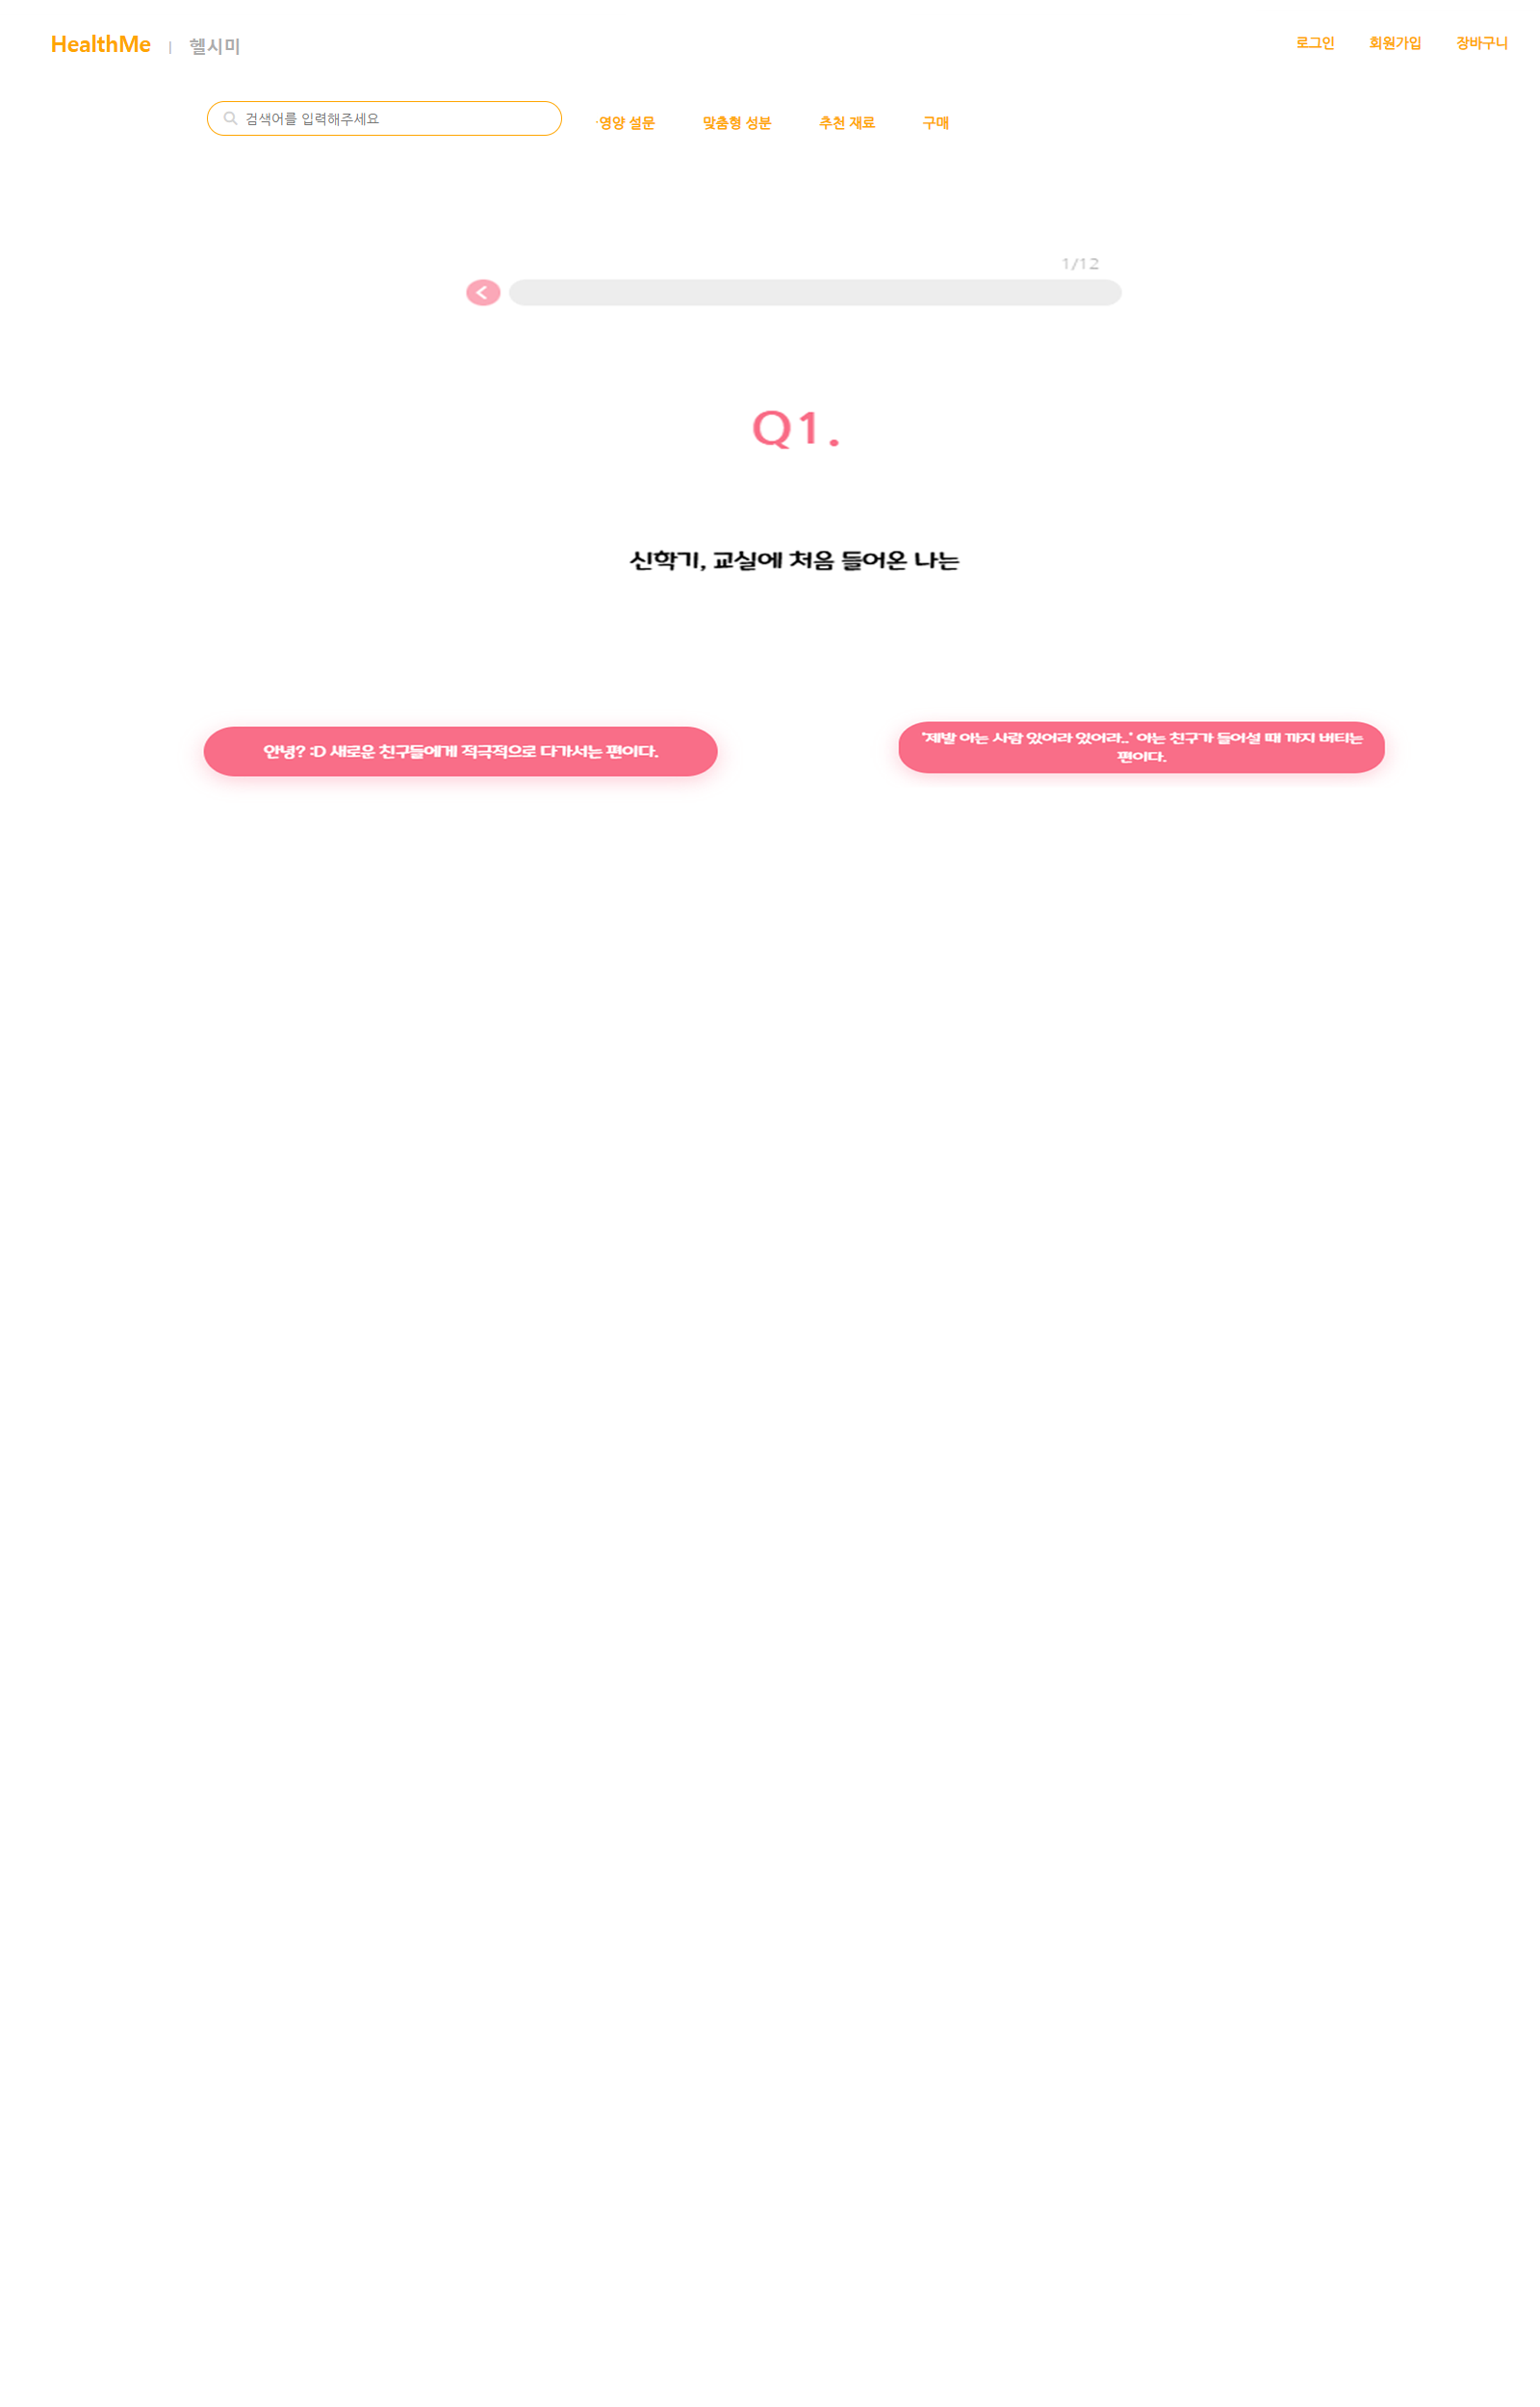 HealthMe | 헬시미
로그인 회원가입 장바구니
검색어를 입력해주세요
·영양 설문 맞춤형 성분 추천 재료 구매
1/12
Q1.
신학기, 교실에 처음 들어온 나는
안녕? :D 새로운 친구들에게 적극적으로 다가서는 편이다.
'제발 아는 사람 있어라 있어라..' 아는 친구가 들어설 때 까지 버티는
편이다.